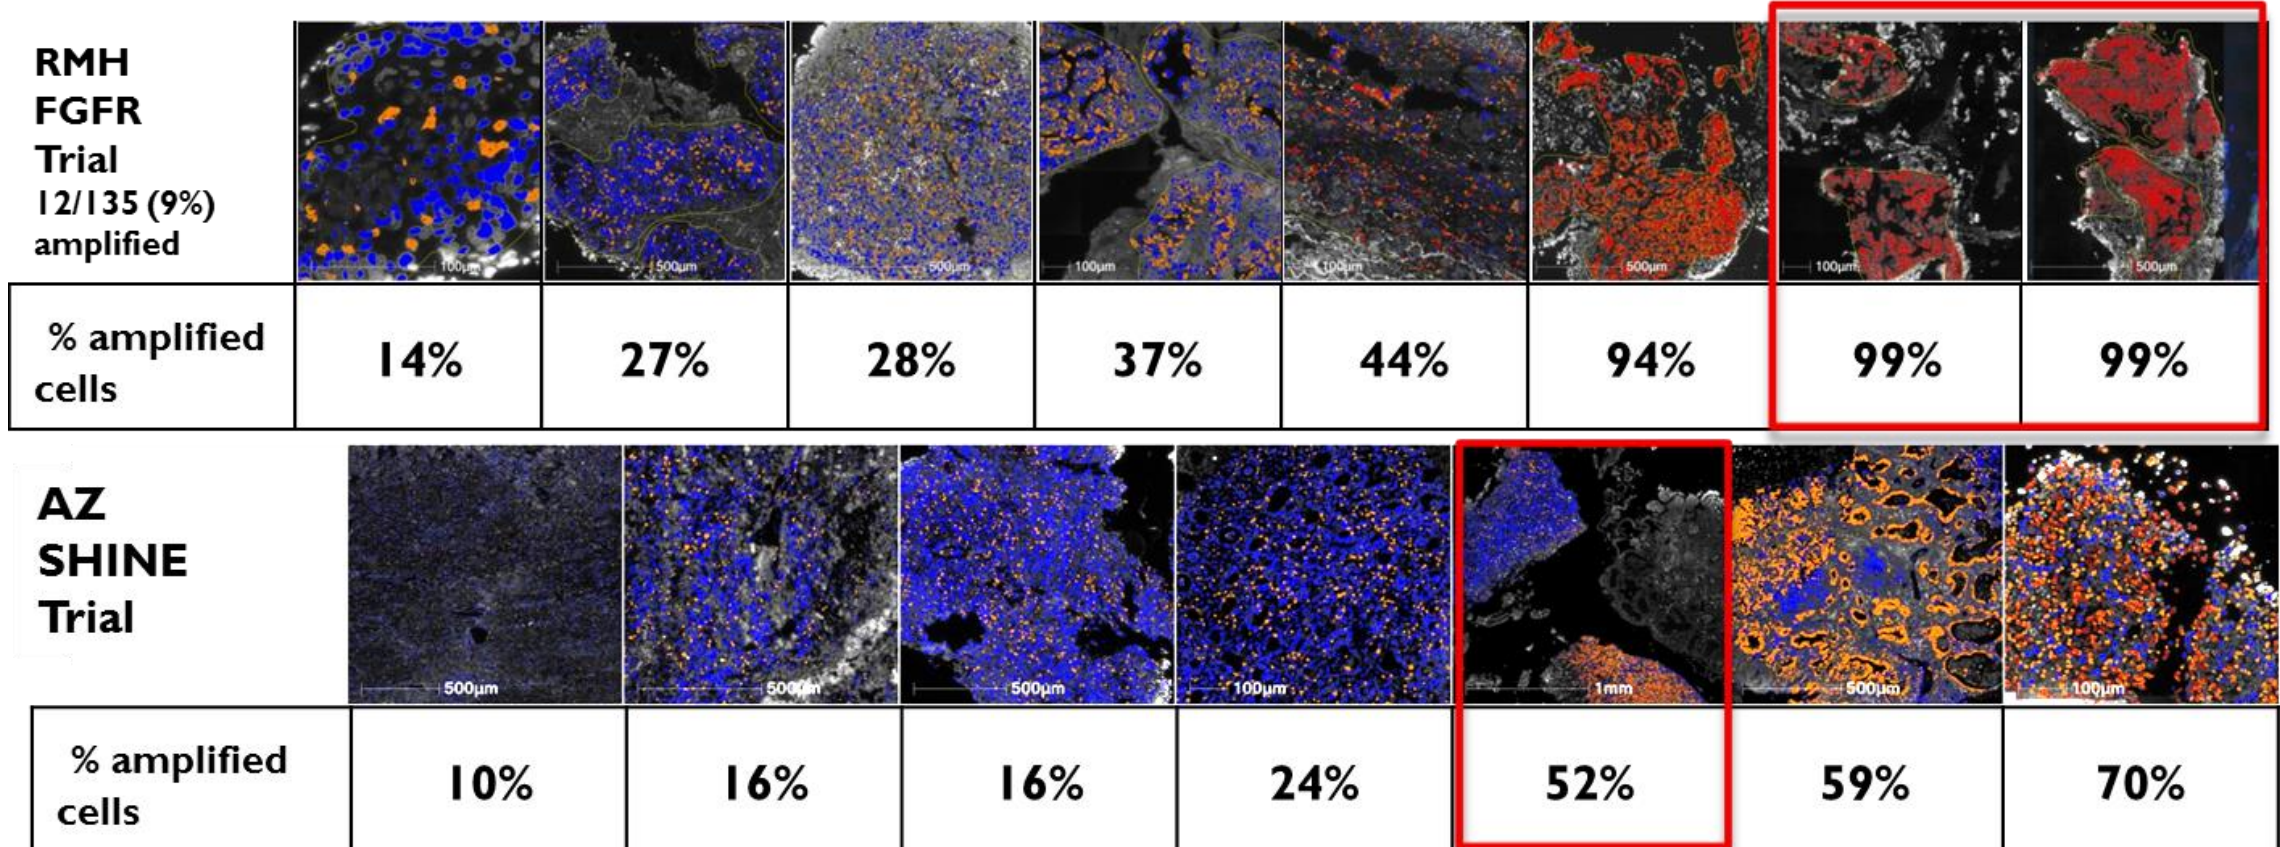 RMH
FGFR
Trial
12/135 (9%)
amplified
100µm
500µm
500µm
100µm
100µm
500µm
100µm
500µm
% amplified
cells
14%
27%
28%
37%
44%
94%
99%
99%
AZ
SHINE
Trial
500µm
500µm
500µm
100µm
1mm
500µm
100µm
% amplified
cells
10%
16%
16%
24%
52%
59%
70%